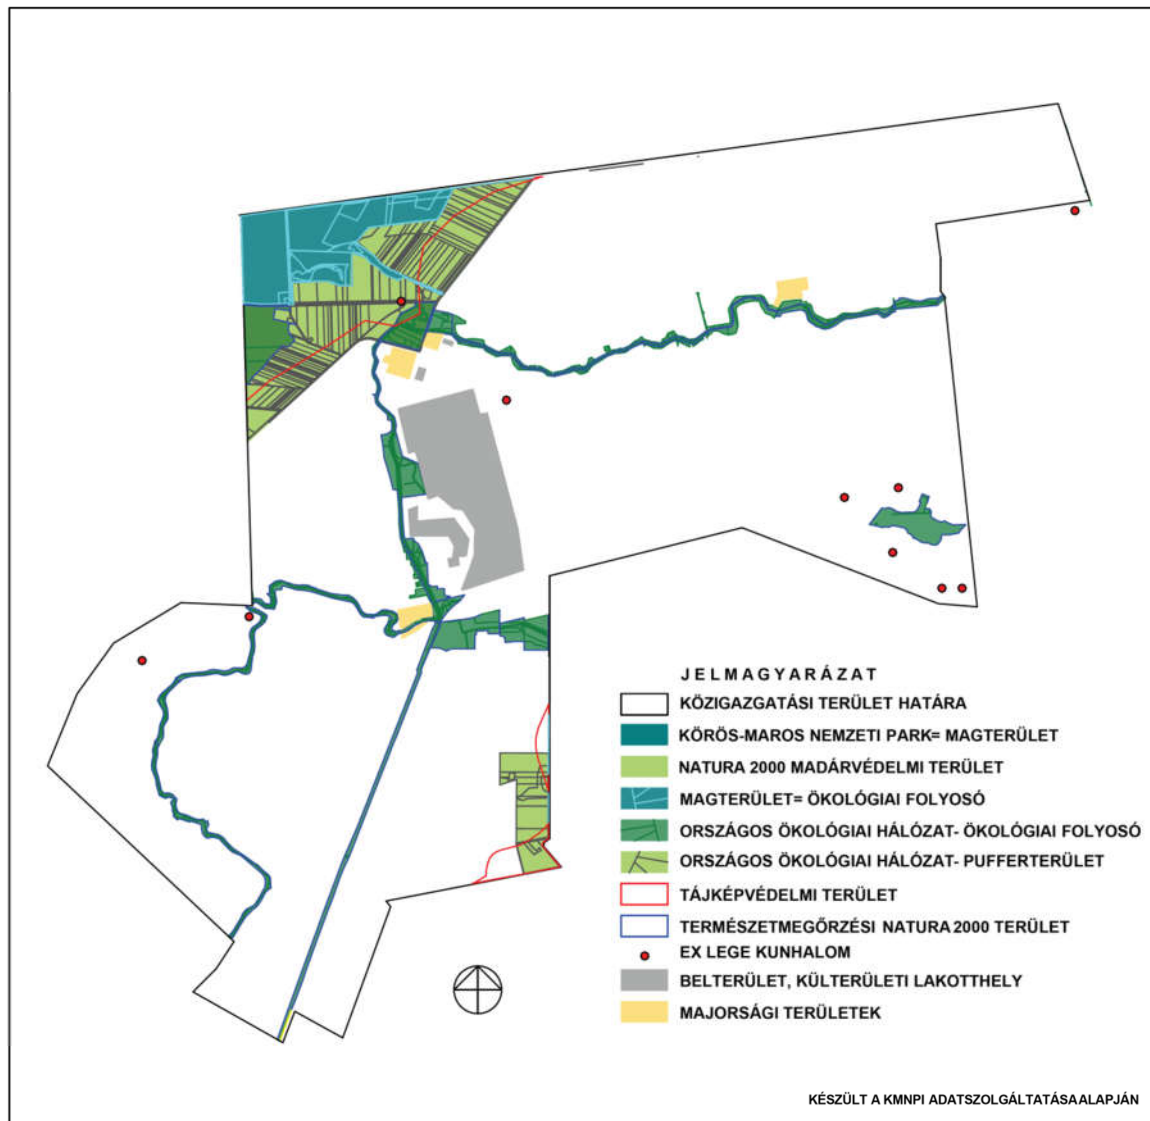 JELMAGYARÁZAT
KÖZIGAZGATÁSI TERÜLET HATÁRA
KÖRÖS-MAROS NEMZETI PARK= MAGTERÜLET
NATURA 2000 MADÁRVÉDELMI TERÜLET
MAGTERÜLET= ÖKOLÓGIAI FOLYOSÓ
ORSZÁGOS ÖKOLÓGIAI HÁLÓZAT- ÖKOLÓGIAI FOLYOSÓ
ORSZÁGOS ÖKOLÓGIAI HÁLÓZAT- PUFFERTERÜLET
TÁJKÉPVÉDELMI TERÜLET
TERMÉSZETMEGŐRZÉSI NATURA 2000 TERÜLET
EX LEGE KUNHALOM
BELTERÜLET, KÜLTERÜLETI LAKOTTHELY
MAJORSÁGI TERÜLETEK
KÉSZÜLT A KMNPI ADATSZOLGÁLTATÁSA ALAPJÁN